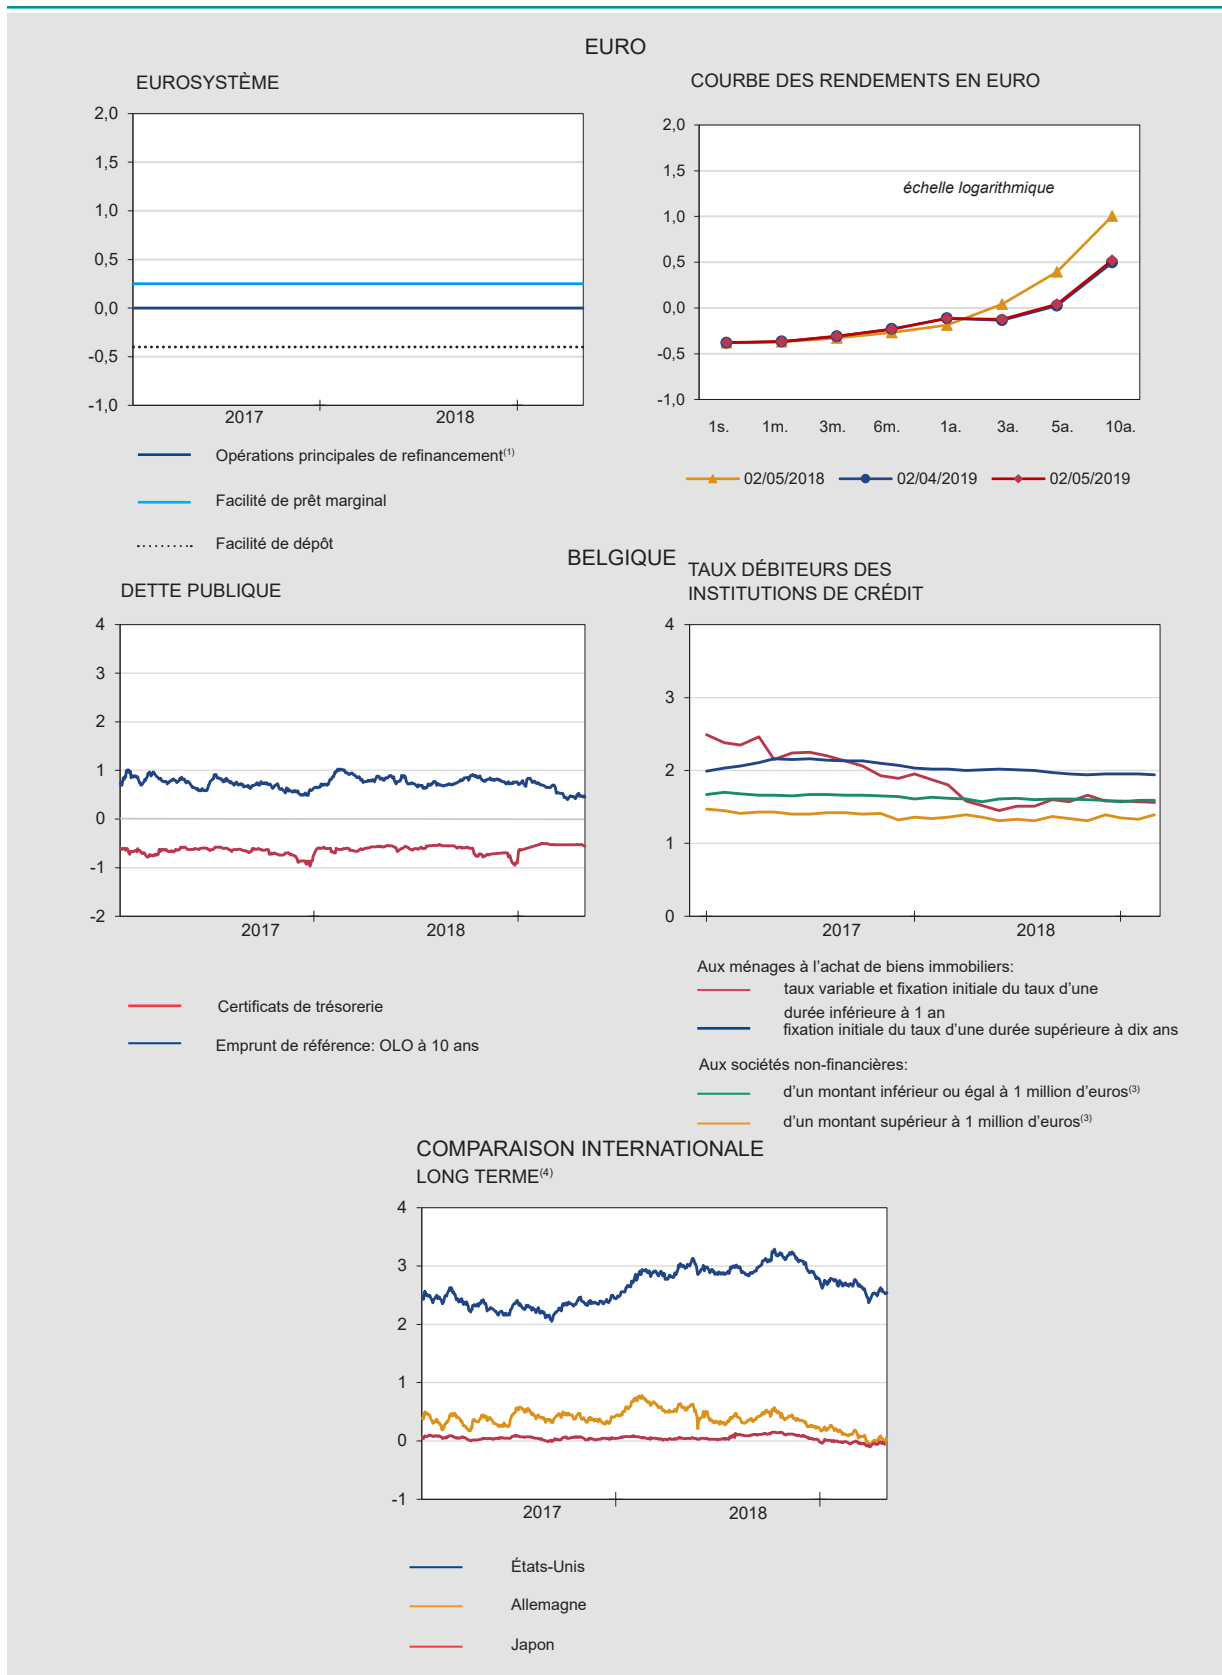 EURO
EUROSYSTÈME
2,0
1,5
1,0
0,5
0,0
-0,5
-1,0
2017 2018
Opérations principales de refinancement(1)
Facilité de prêt marginal
Facilité de dépôt
COURBE DES RENDEMENTS EN EURO
2,0
1,5
1,0
0,5
0,0
-0,5
-1,0
échelle logarithmique
1s. 1m. 3m. 6m. 1a. 3a. 5a. 10a.
02/05/2018 02/04/2019 02/05/2019
BELGIQUE
DETTE PUBLIQUE
4
3
2
1
0
-1
-2
2017 2018
Certificats de trésorerie
Emprunt de référence: OLO à 10 ans
TAUX DÉBITEURS DES
INSTITUTIONS DE CRÉDIT
4
3
2
1
0
2017 2018
Aux ménages à l’achat de biens immobiliers:
taux variable et fixation initiale du taux d’une
durée inférieure à 1 an
fixation initiale du taux d’une durée supérieure à dix ans
Aux sociétés non-financières:
d’un montant inférieur ou égal à 1 million d’euros(3)
d’un montant supérieur à 1 million d’euros(3)
COMPARAISON INTERNATIONALE
LONG TERME(4)
4
3
2
1
0
-1
2017 2018
États-Unis
Allemagne
Japon